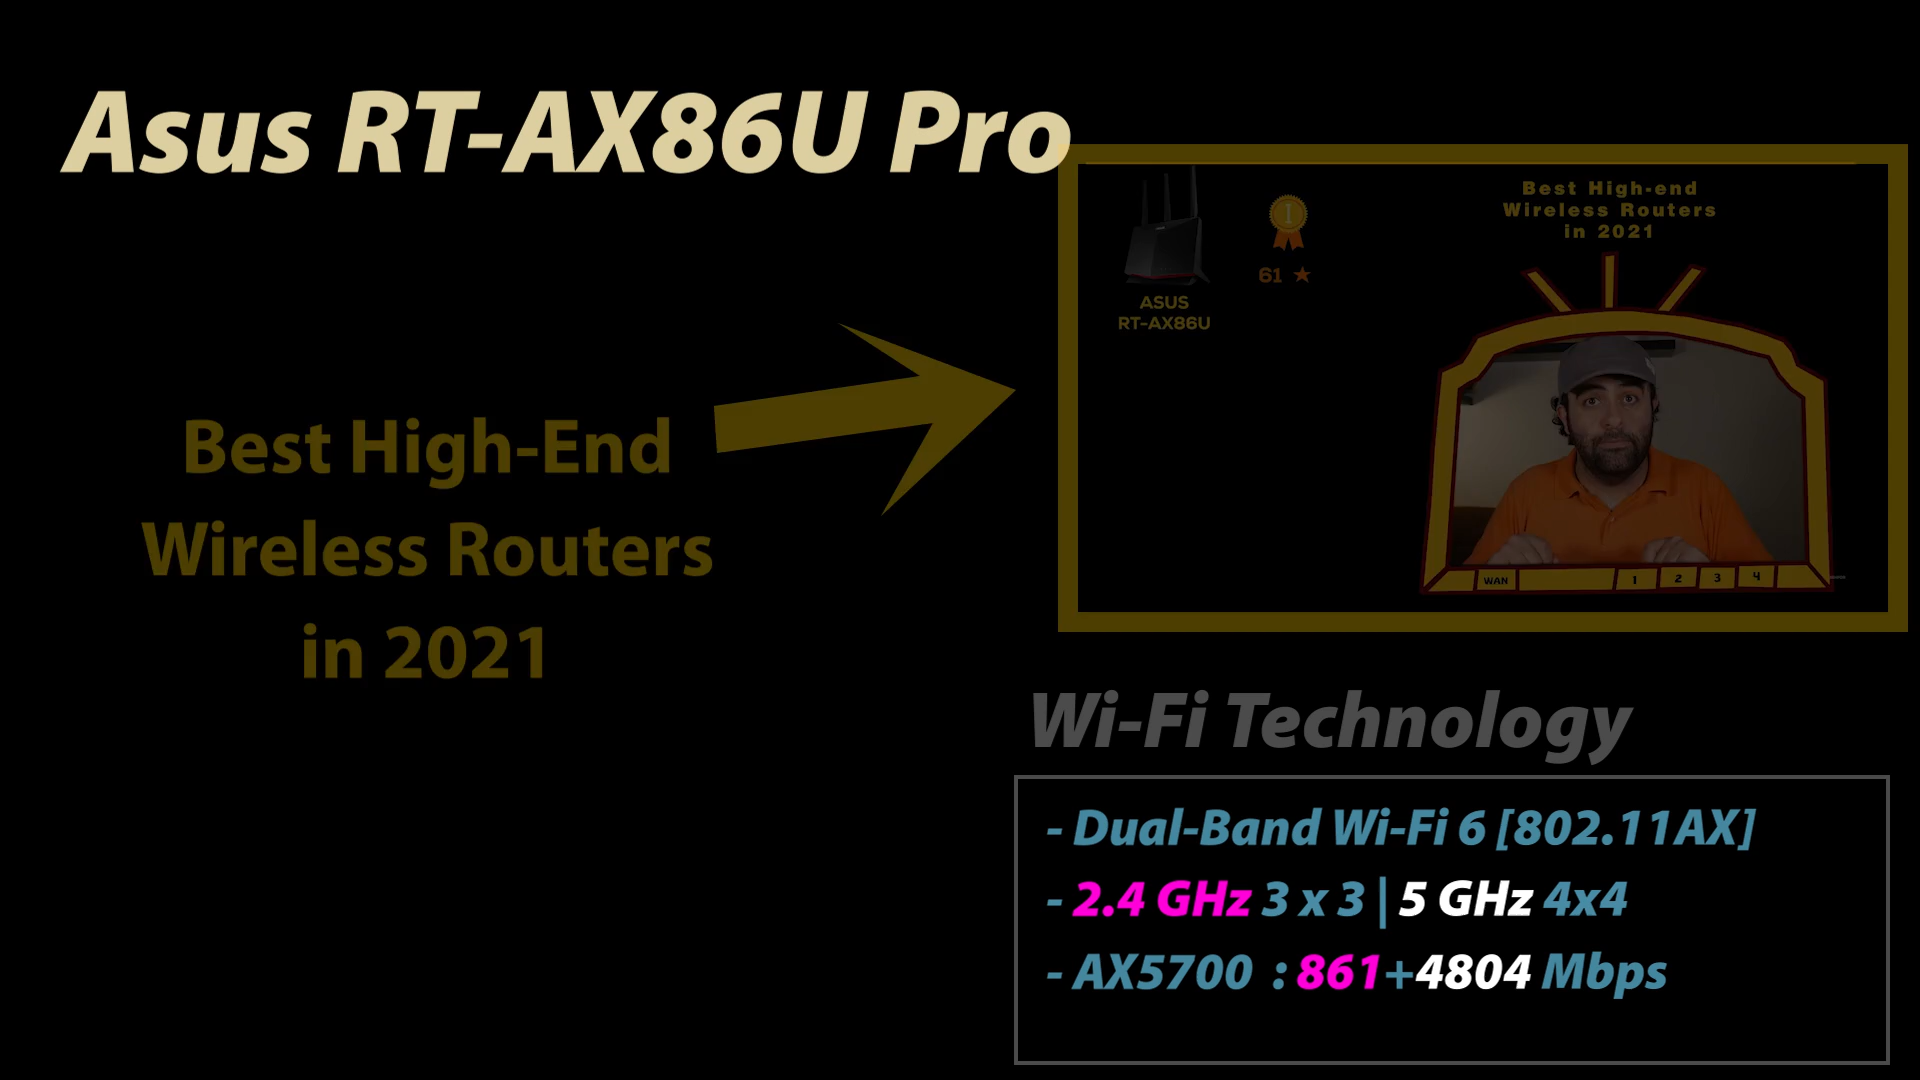 Asus RT-AX86U Pro
Best High-End
Wireless Routers
in 2021
61 ★
ASUS
RT-AX86U
Best High-end
Wireless Routers
in 2021
WAN 1 2 3 4
Wi-Fi Technology
- Dual-Band Wi-Fi 6 [802.11AX]
- 2.4 GHz 3 x 3 | 5 GHz 4x4
- AX5700 : 861+4804 Mbps